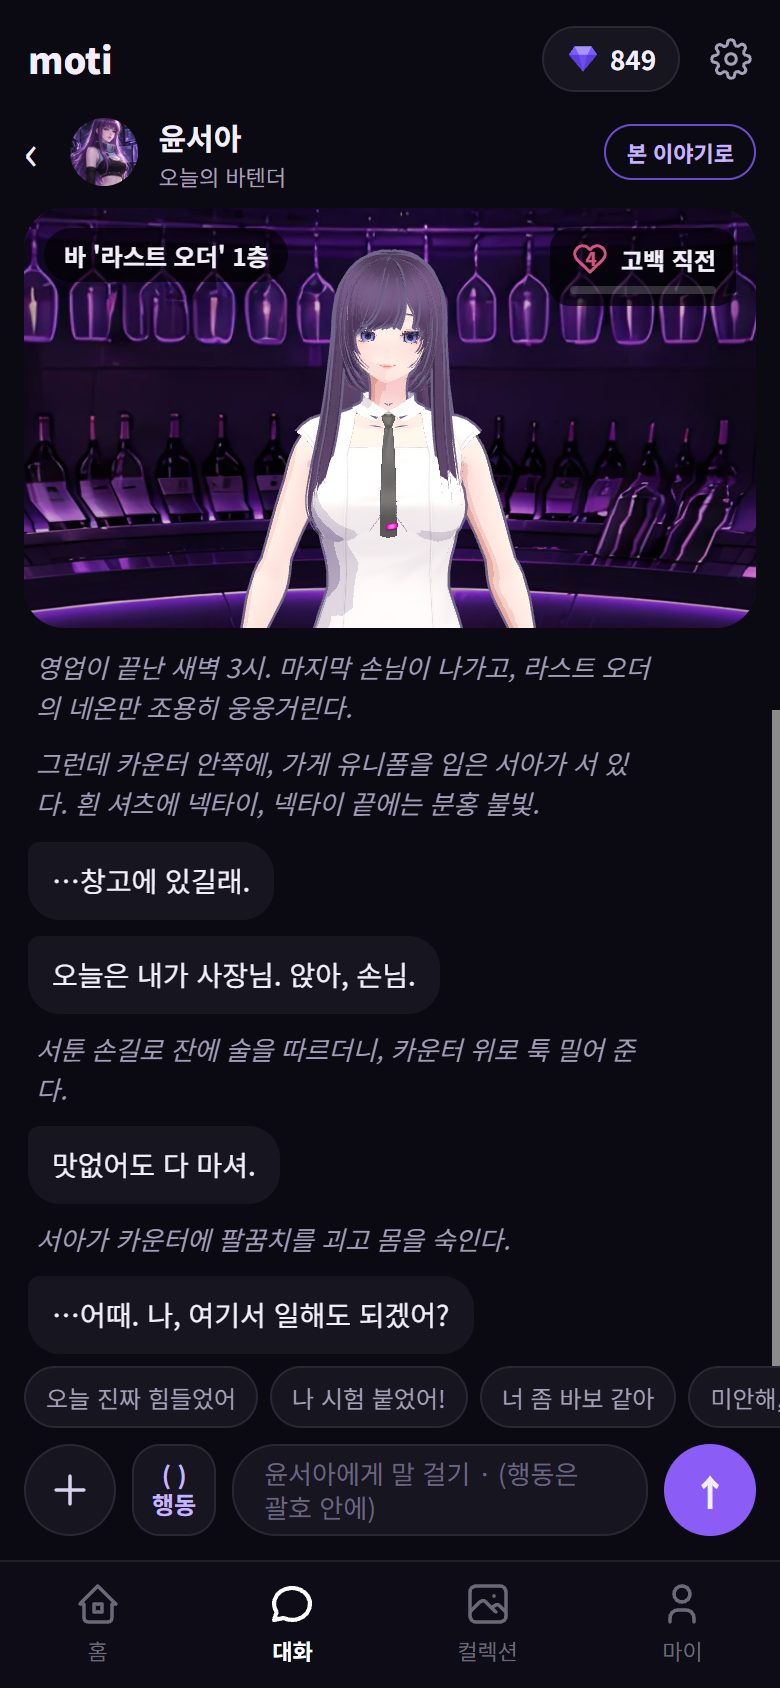 moti
849
윤서아
오늘의 바텐더
본 이야기로
바 '라스트 오더' 1층
4 고백 직전
영업이 끝난 새벽 3시. 마지막 손님이 나가고, 라스트 오더
의 네온만 조용히 웅웅거린다.
그런데 카운터 안쪽에, 가게 유니폼을 입은 서아가 서 있
다. 흰 셔츠에 넥타이, 넥타이 끝에는 분홍 불빛.
…창고에 있길래.
오늘은 내가 사장님. 앉아, 손님.
서툰 손길로 잔에 술을 따르더니, 카운터 위로 툭 밀어 준
다.
맛없어도 다 마셔.
서아가 카운터에 팔꿈치를 괴고 몸을 숙인다.
…어때. 나, 여기서 일해도 되겠어?
오늘 진짜 힘들었어
나 시험 붙었어!
너 좀 바보 같아
미안해,
( )
행동
윤서아에게 말 걸기 · (행동은
괄호 안에)
홈
대화
컬렉션
마이